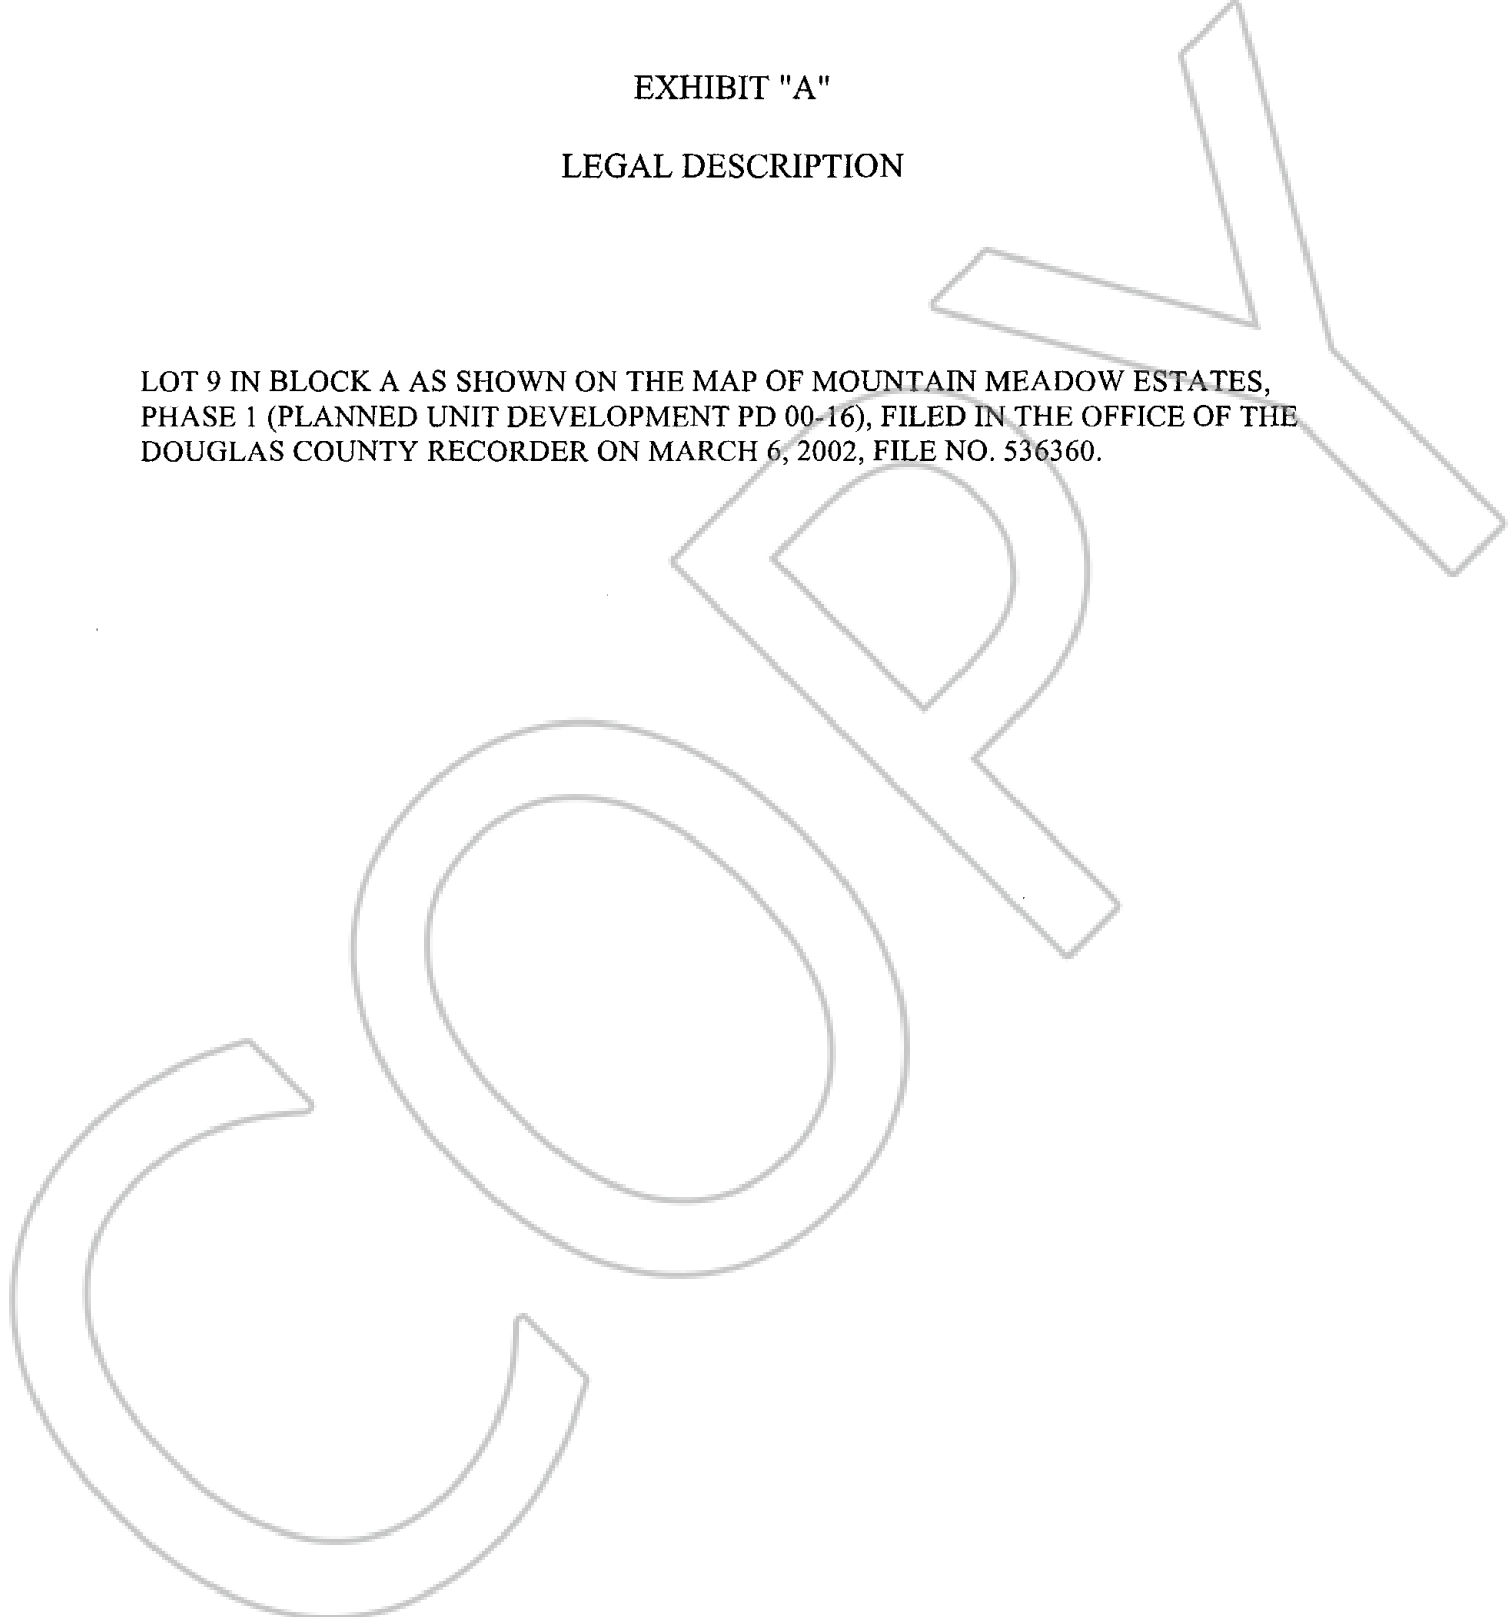 EXHIBIT "A"
LEGAL DESCRIPTION
LOT 9 IN BLOCK A AS SHOWN ON THE MAP OF MOUNTAIN MEADOW ESTATES,
PHASE 1 (PLANNED UNIT DEVELOPMENT PD 00-16), FILED IN THE OFFICE OF THE
DOUGLAS COUNTY RECORDER ON MARCH 6, 2002, FILE NO. 536360.
COPY